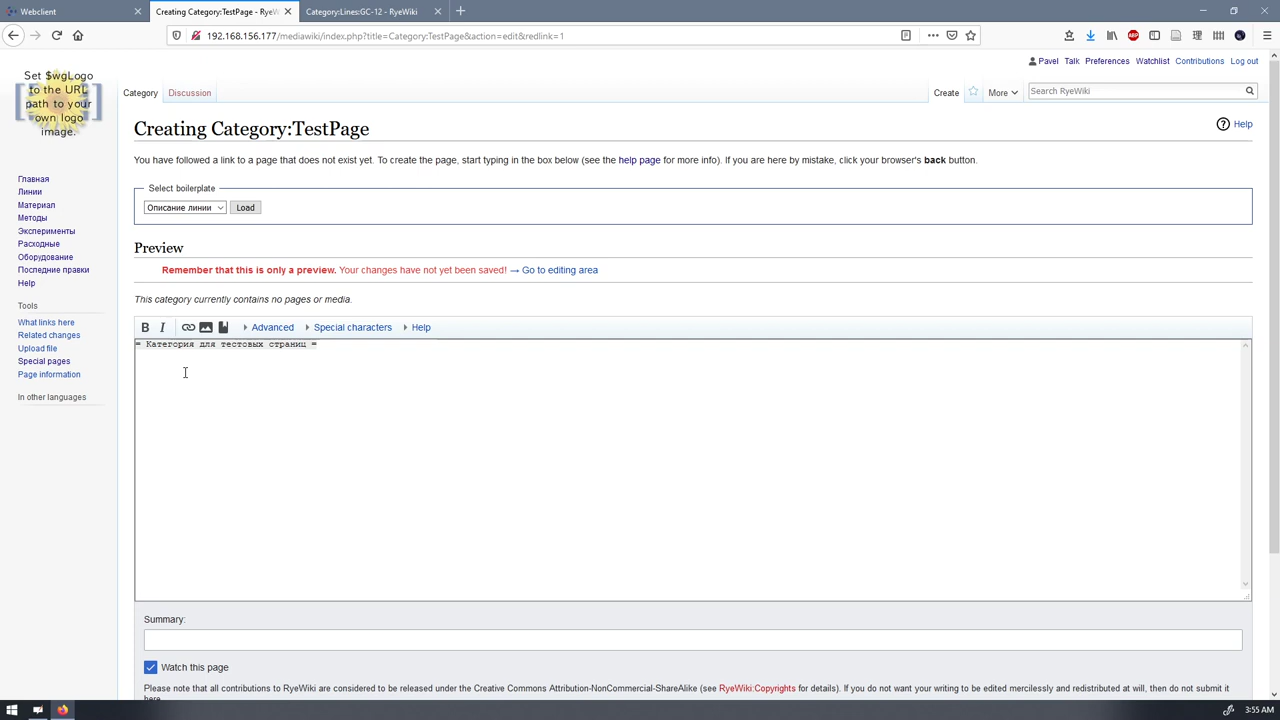 Webclient
Creating Category:TestPage - RyeW
Category:Lines:GC-12 - RyeWiki
192.168.156.177/mediawiki/index.php?title=Category:TestPage&action=edit&redlink=1
Pavel Talk Preferences Watchlist Contributions Log out
Set $wgLogo
to the URL
path to your
own logo
image.
Category Discussion Create More Search RyeWiki
Creating Category:TestPage
Help
You have followed a link to a page that does not exist yet. To create the page, start typing in the box below (see the help page for more info). If you are here by mistake, click your browser's back button.
Select boilerplate
Описание линии Load
Главная
Линии
Материал
Методы
Эксперименты
Расходные
Оборудование
Последние правки
Help
Tools
What links here
Related changes
Upload file
Special pages
Page information
In other languages
Preview
Remember that this is only a preview. Your changes have not yet been saved! → Go to editing area
This category currently contains no pages or media.
B I Advanced Special characters Help
= Категория для тестовых страниц =
Summary:
Watch this page
Please note that all contributions to RyeWiki are considered to be released under the Creative Commons Attribution-NonCommercial-ShareAlike (see RyeWiki:Copyrights for details). If you do not want your writing to be edited mercilessly and redistributed at will, then do not submit it
here.
3:55 AM